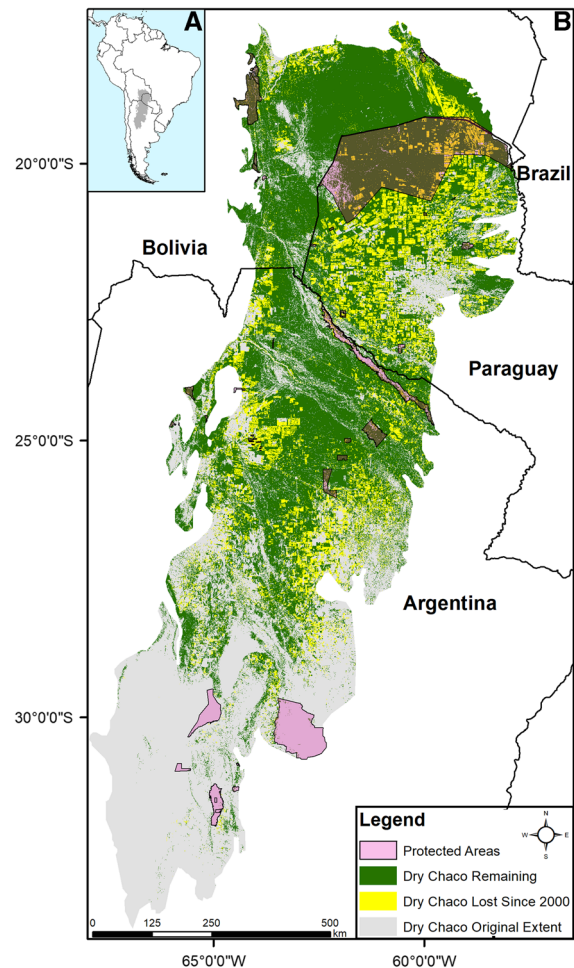 A
B
20°0'0"S
Brazil
Bolivia
Paraguay
25°0'0"S
Argentina
30°0'0"S
Legend
N
W
E
S
Protected Areas
Dry Chaco Remaining
Dry Chaco Lost Since 2000
Dry Chaco Original Extent
0 125 250 500
km
65°0'0"W
60°0'0"W